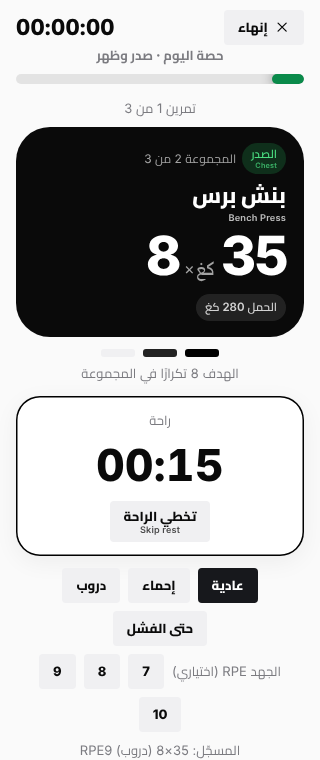 × إنهاء
00:00:00
حصة اليوم · صدر وظهر
تمرين 1 من 3
الصدر
Chest
المجموعة 2 من 3
بنش برس
Bench Press
35 كغ × 8
الحمل 280 كغ
الهدف 8 تكرارًا في المجموعة
راحة
00:15
تخطي الراحة
Skip rest
عادية إحماء دروب
حتى الفشل
الجهد RPE (اختياري) 7 8 9
10
المسجّل: 35×8 (دروب) RPE9